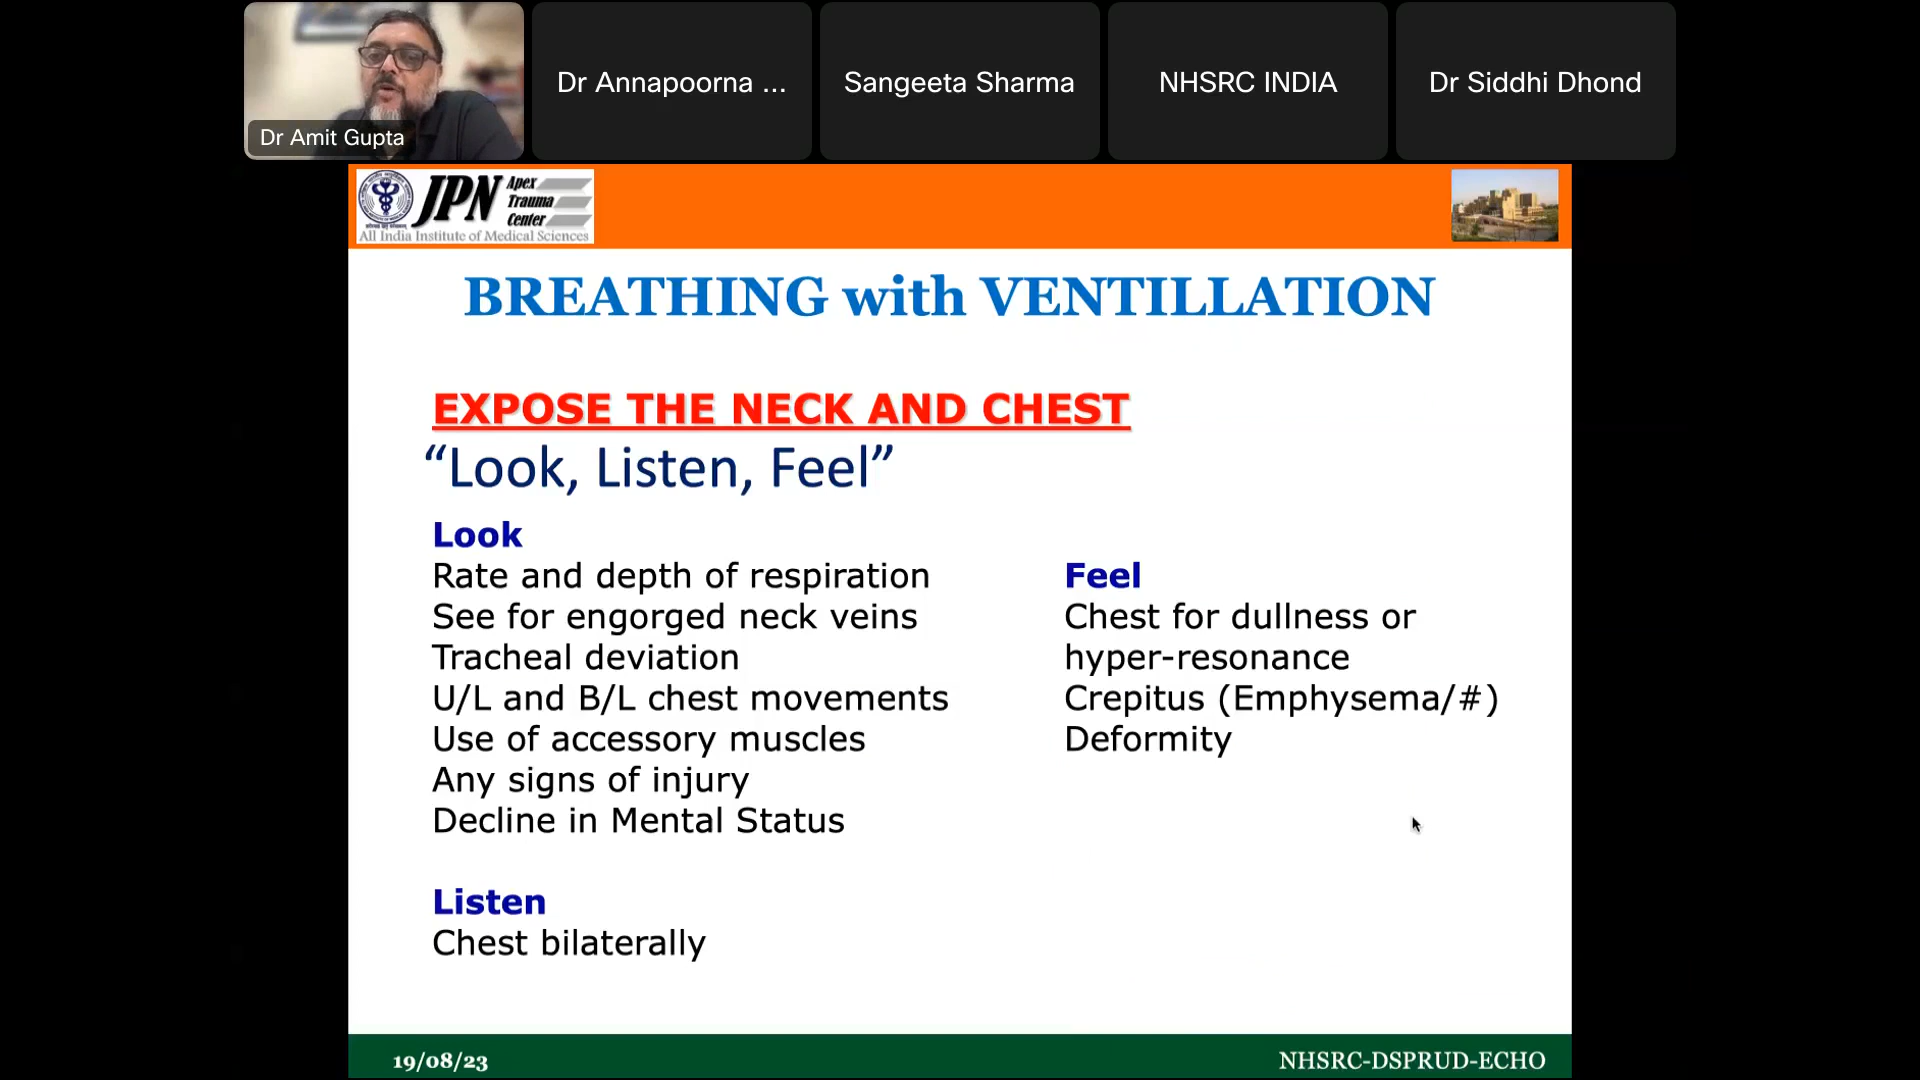 Dr Amit Gupta
Dr Annapoorna ...
Sangeeta Sharma
NHSRC INDIA
Dr Siddhi Dhond
JPN
Apex
Trauma
Center
All India Institute of Medical Sciences
BREATHING with VENTILLATION
EXPOSE THE NECK AND CHEST
“Look, Listen, Feel”
Look
Rate and depth of respiration
See for engorged neck veins
Tracheal deviation
U/L and B/L chest movements
Use of accessory muscles
Any signs of injury
Decline in Mental Status
Listen
Chest bilaterally
Feel
Chest for dullness or
hyper-resonance
Crepitus (Emphysema/#)
Deformity
19/08/23
NHSRC-DSPRUD-ECHO